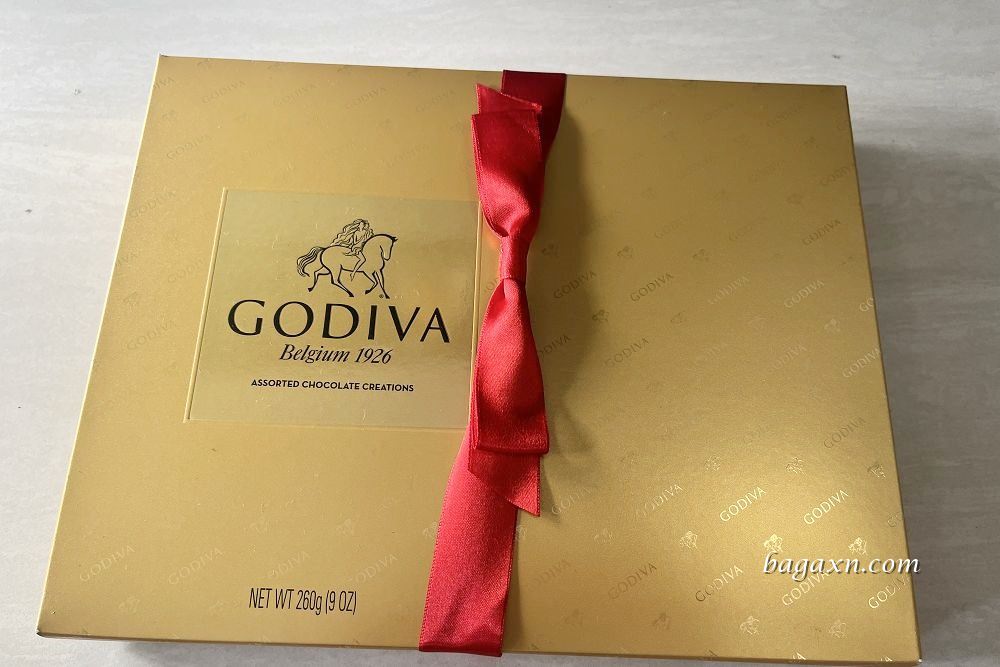 GODIVA
Belgium 1926
ASSORTED CHOCOLATE CREATIONS
NET WT 260g (9 OZ)
bagaxn.com